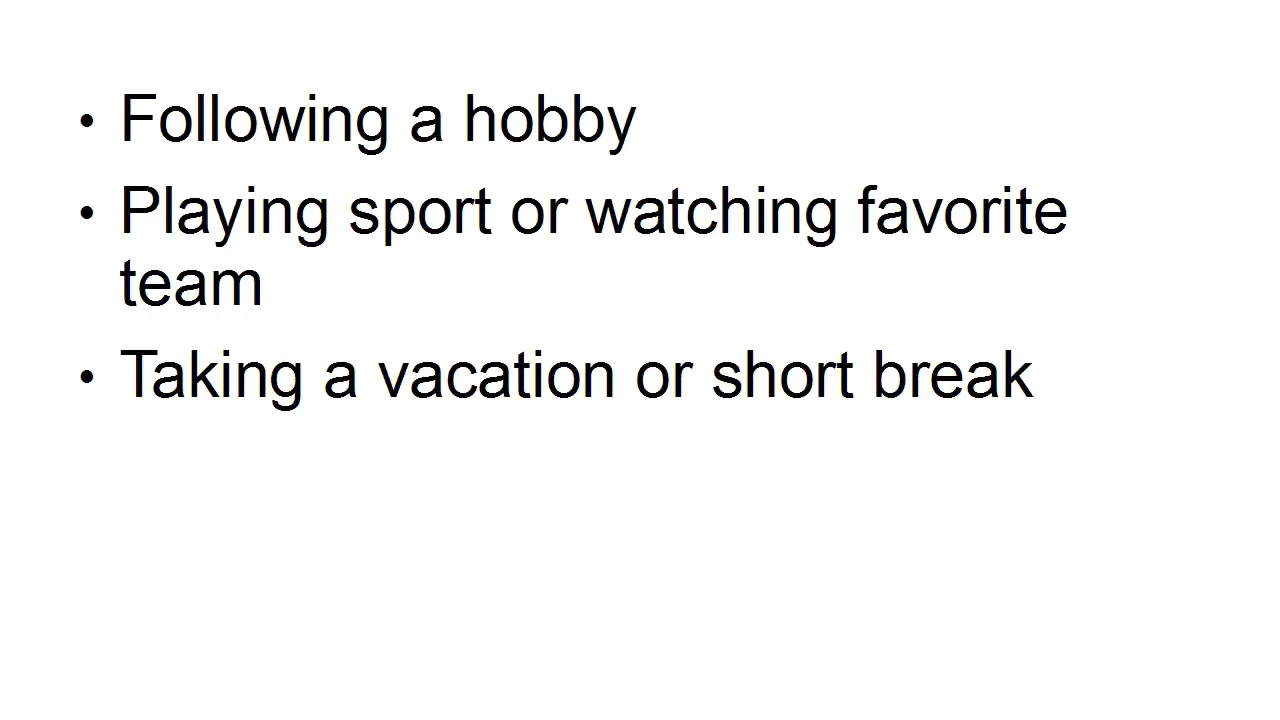 • Following a hobby
• Playing sport or watching favorite
team
• Taking a vacation or short break